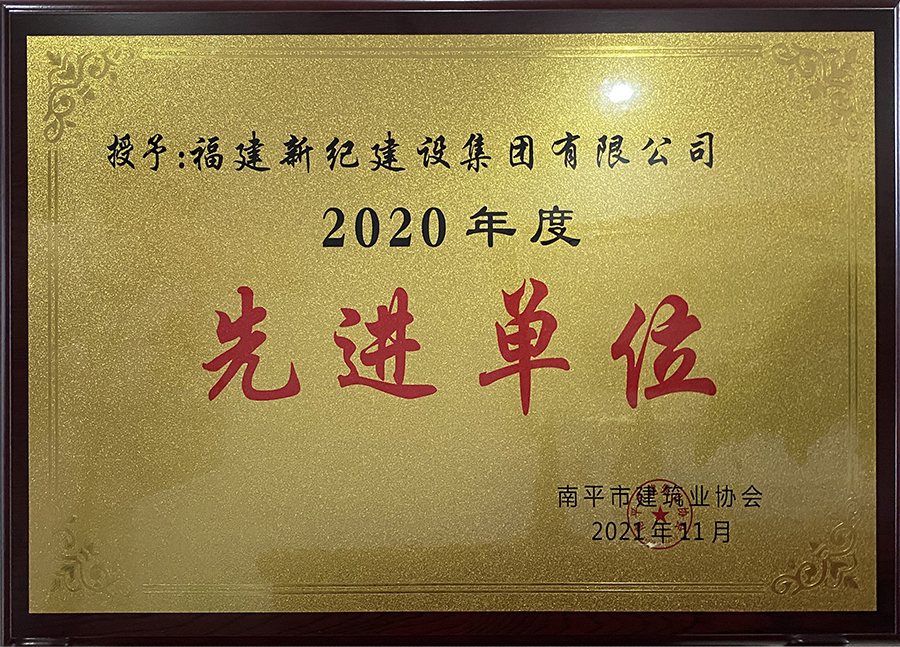 授予:福建新纪建设集团有限公司
2020年度
先进单位
南平市建筑业协会
2021年11月